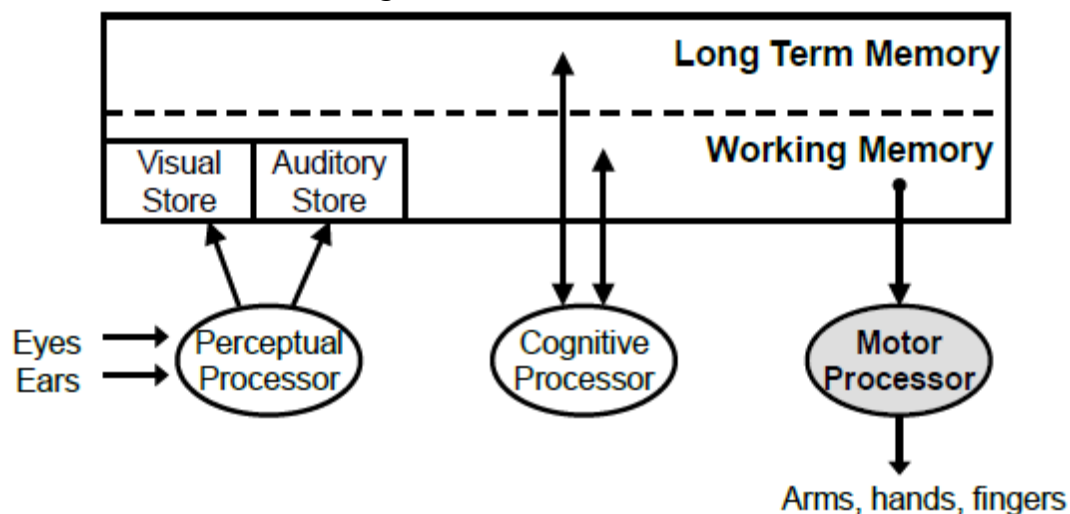 Long Term Memory
Working Memory
Visual
Store
Auditory
Store
Eyes
Ears
Perceptual
Processor
Cognitive
Processor
Motor
Processor
Arms, hands, fingers